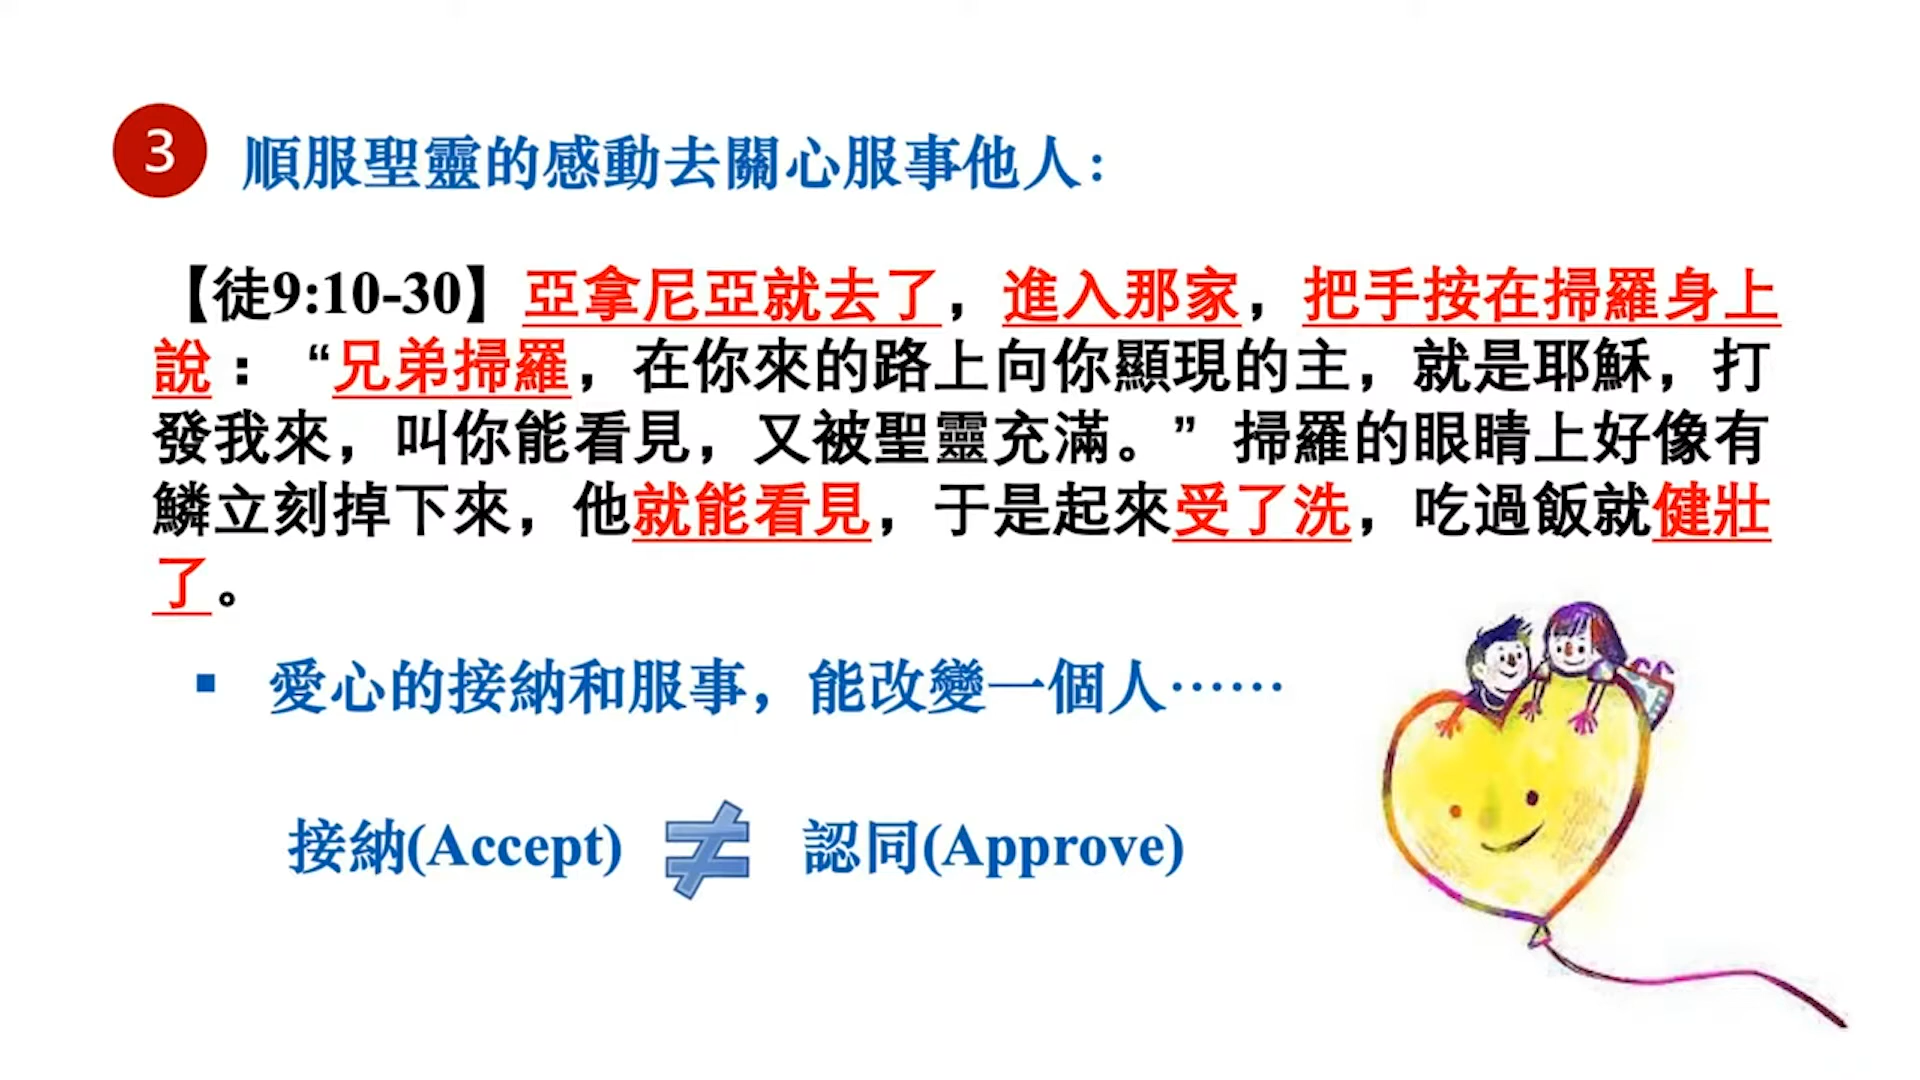 3 順服聖靈的感動去關心服事他人：
【徒9:10-30】亞拿尼亞就去了，進入那家，把手按在掃羅身上
說：“兄弟掃羅，在你來的路上向你顯現的主，就是耶穌，打
發我來，叫你能看見，又被聖靈充滿。”掃羅的眼睛上好像有
鱗立刻掉下來，他就能看見，于是起來受了洗，吃過飯就健壯
了。
▪ 愛心的接納和服事，能改變一個人……
接納(Accept) ≠ 認同(Approve)